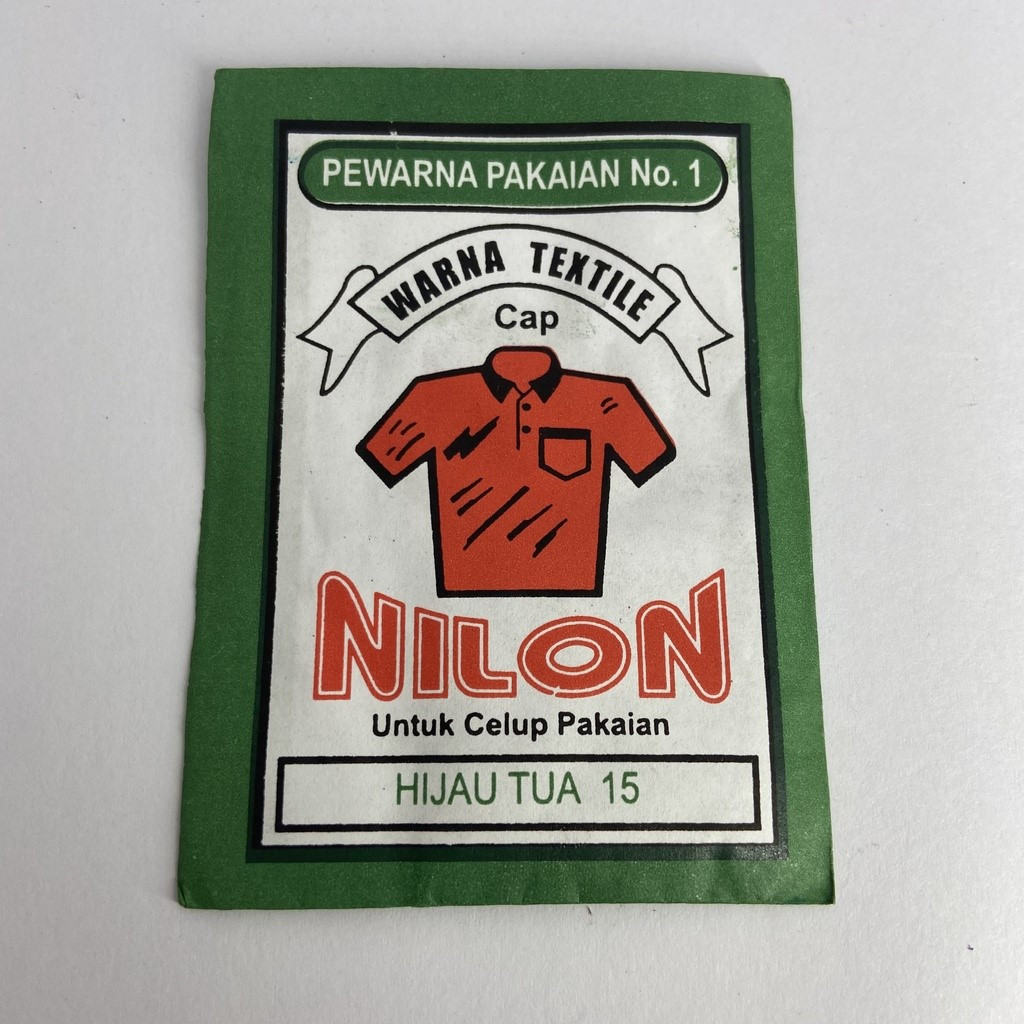 PEWARNA PAKAIAN No. 1
WARNA TEXTILE
Cap
NILON
Untuk Celup Pakaian
HIJAU TUA 15